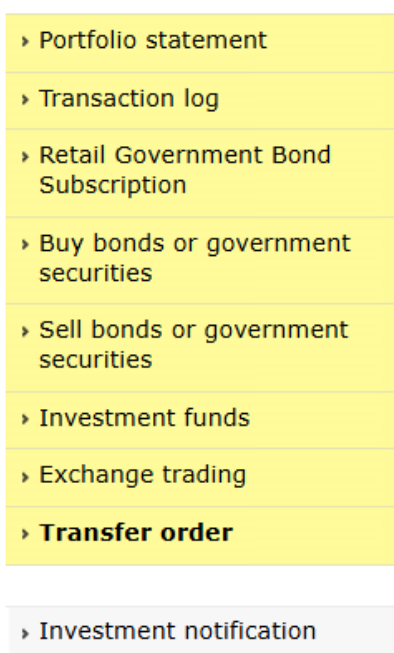 Portfolio statement
Transaction log
Retail Government Bond
Subscription
Buy bonds or government
securities
Sell bonds or government
securities
Investment funds
Exchange trading
Transfer order
Investment notification